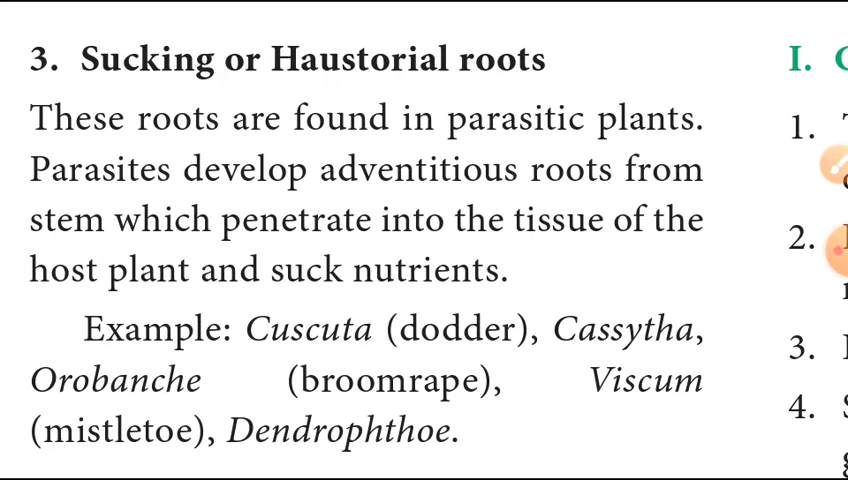 3. Sucking or Haustorial roots
These roots are found in parasitic plants.
Parasites develop adventitious roots from
stem which penetrate into the tissue of the
host plant and suck nutrients.
Example: Cuscuta (dodder), Cassytha,
Orobanche (broomrape), Viscum
(mistletoe), Dendrophthoe.
I.
1.
2.
3.
4.